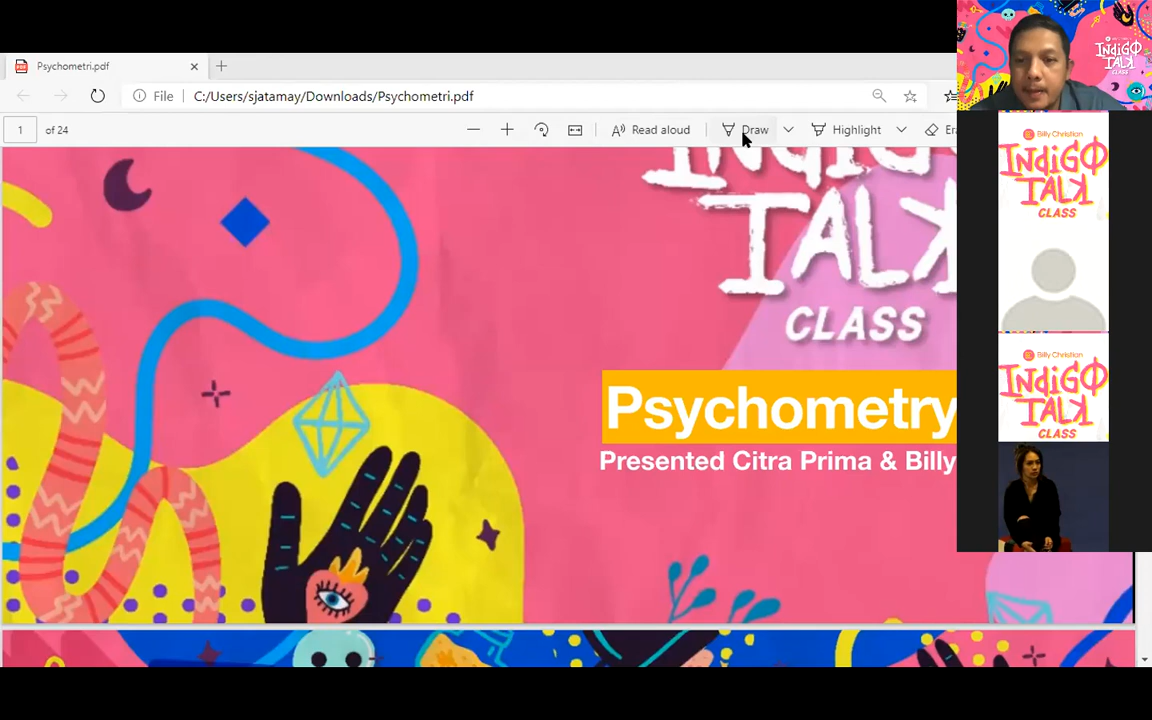 Psychometri.pdf
File
C:/Users/sjatamay/Downloads/Psychometri.pdf
1
of 24
Read aloud
Draw
Highlight
TALK
CLASS
Psychometry
Presented Citra Prima & Billy
INDIGO
TALK
CLASS
Billy Christian
INDIGO
TALK
CLASS
Billy Christian
INDIGO
TALK
CLASS